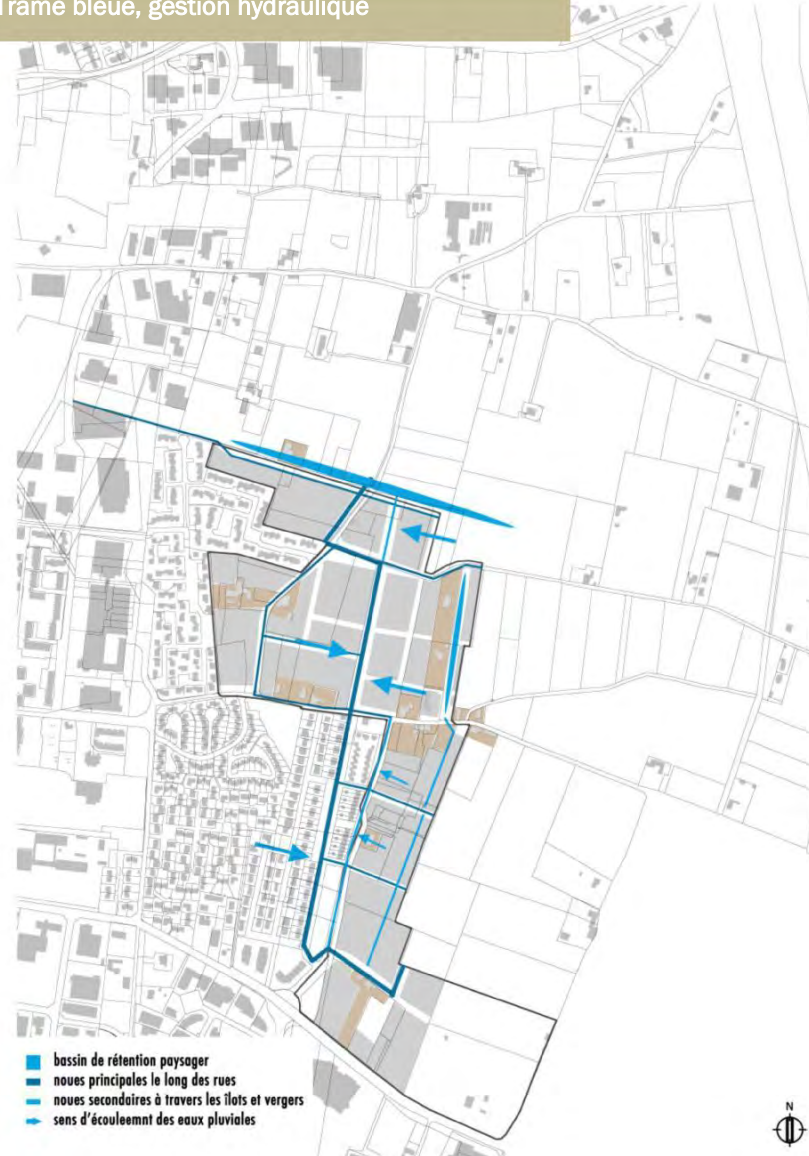 Trame bleue, gestion hydraulique
bassin de rétention paysager
noues principales le long des rues
noues secondaires à travers les îlots et vergers
sens d'écouleemnt des eaux pluviales
N